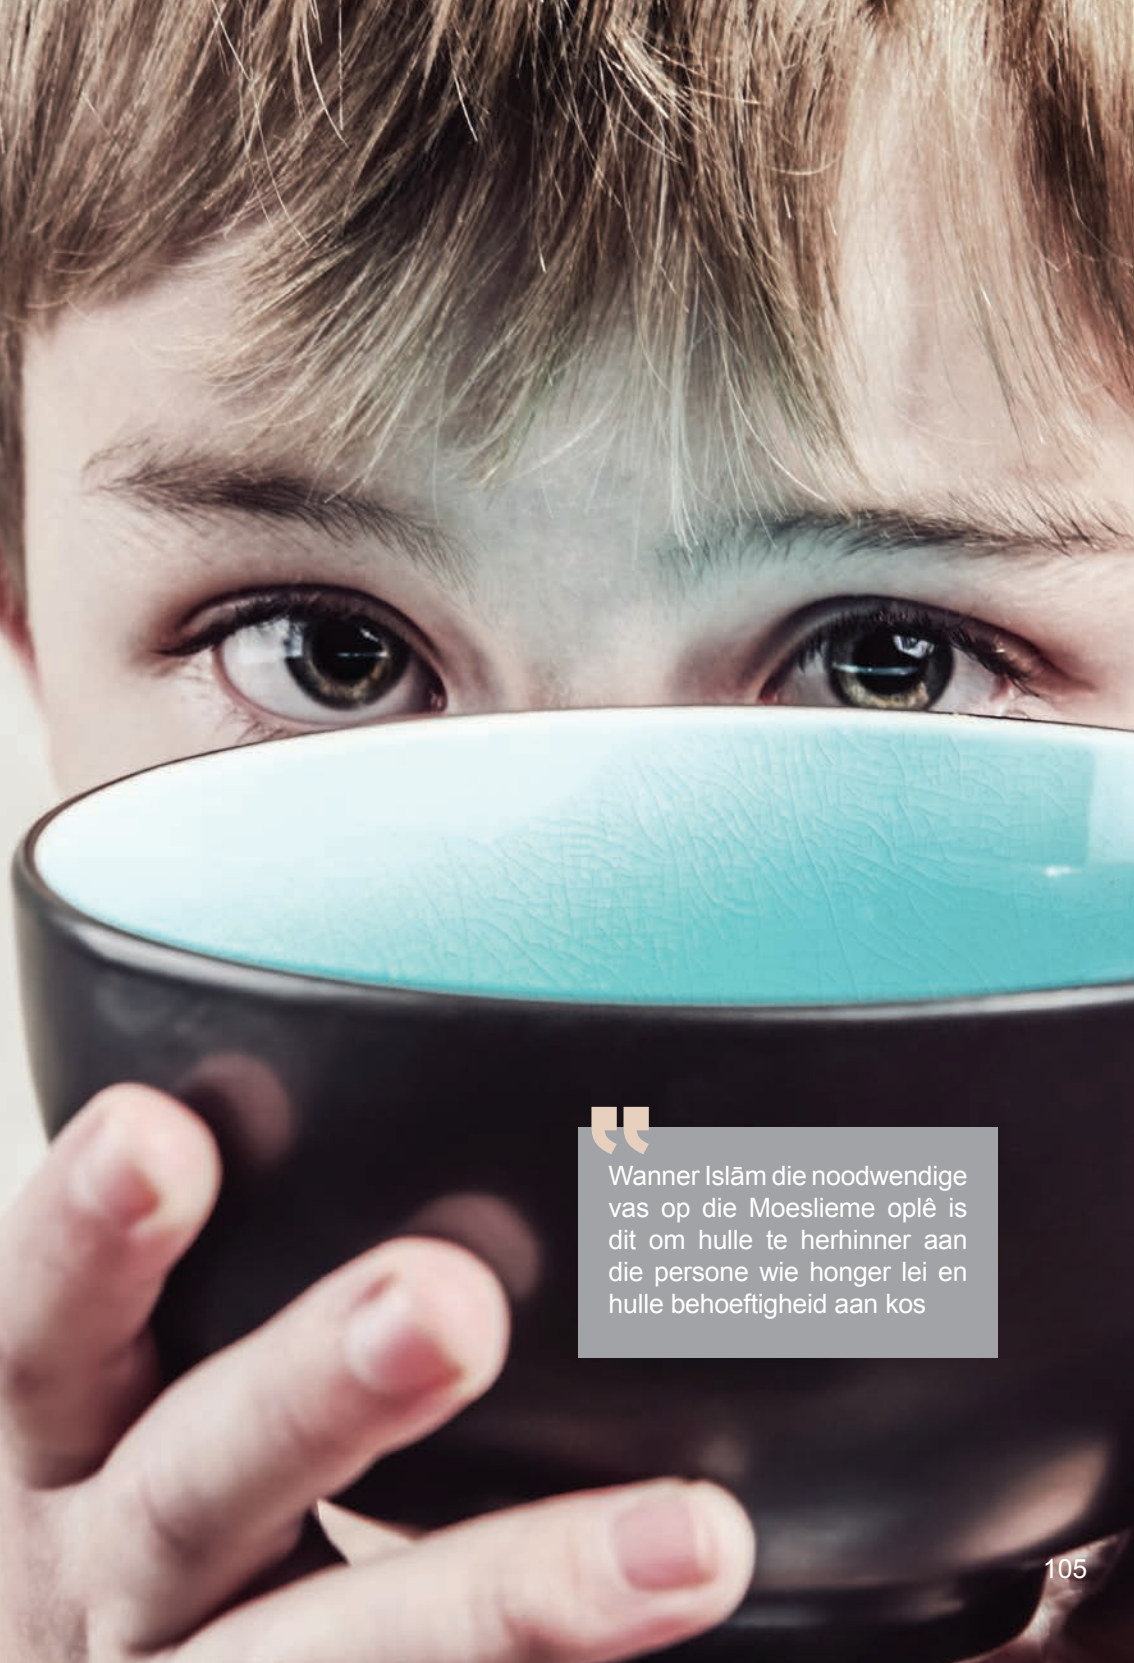 Wanner Islām die noodwendige
vas op die Moeslieme oplê is
dit om hulle te herhinner aan
die persone wie honger lei en
hulle behoeftigheid aan kos
105